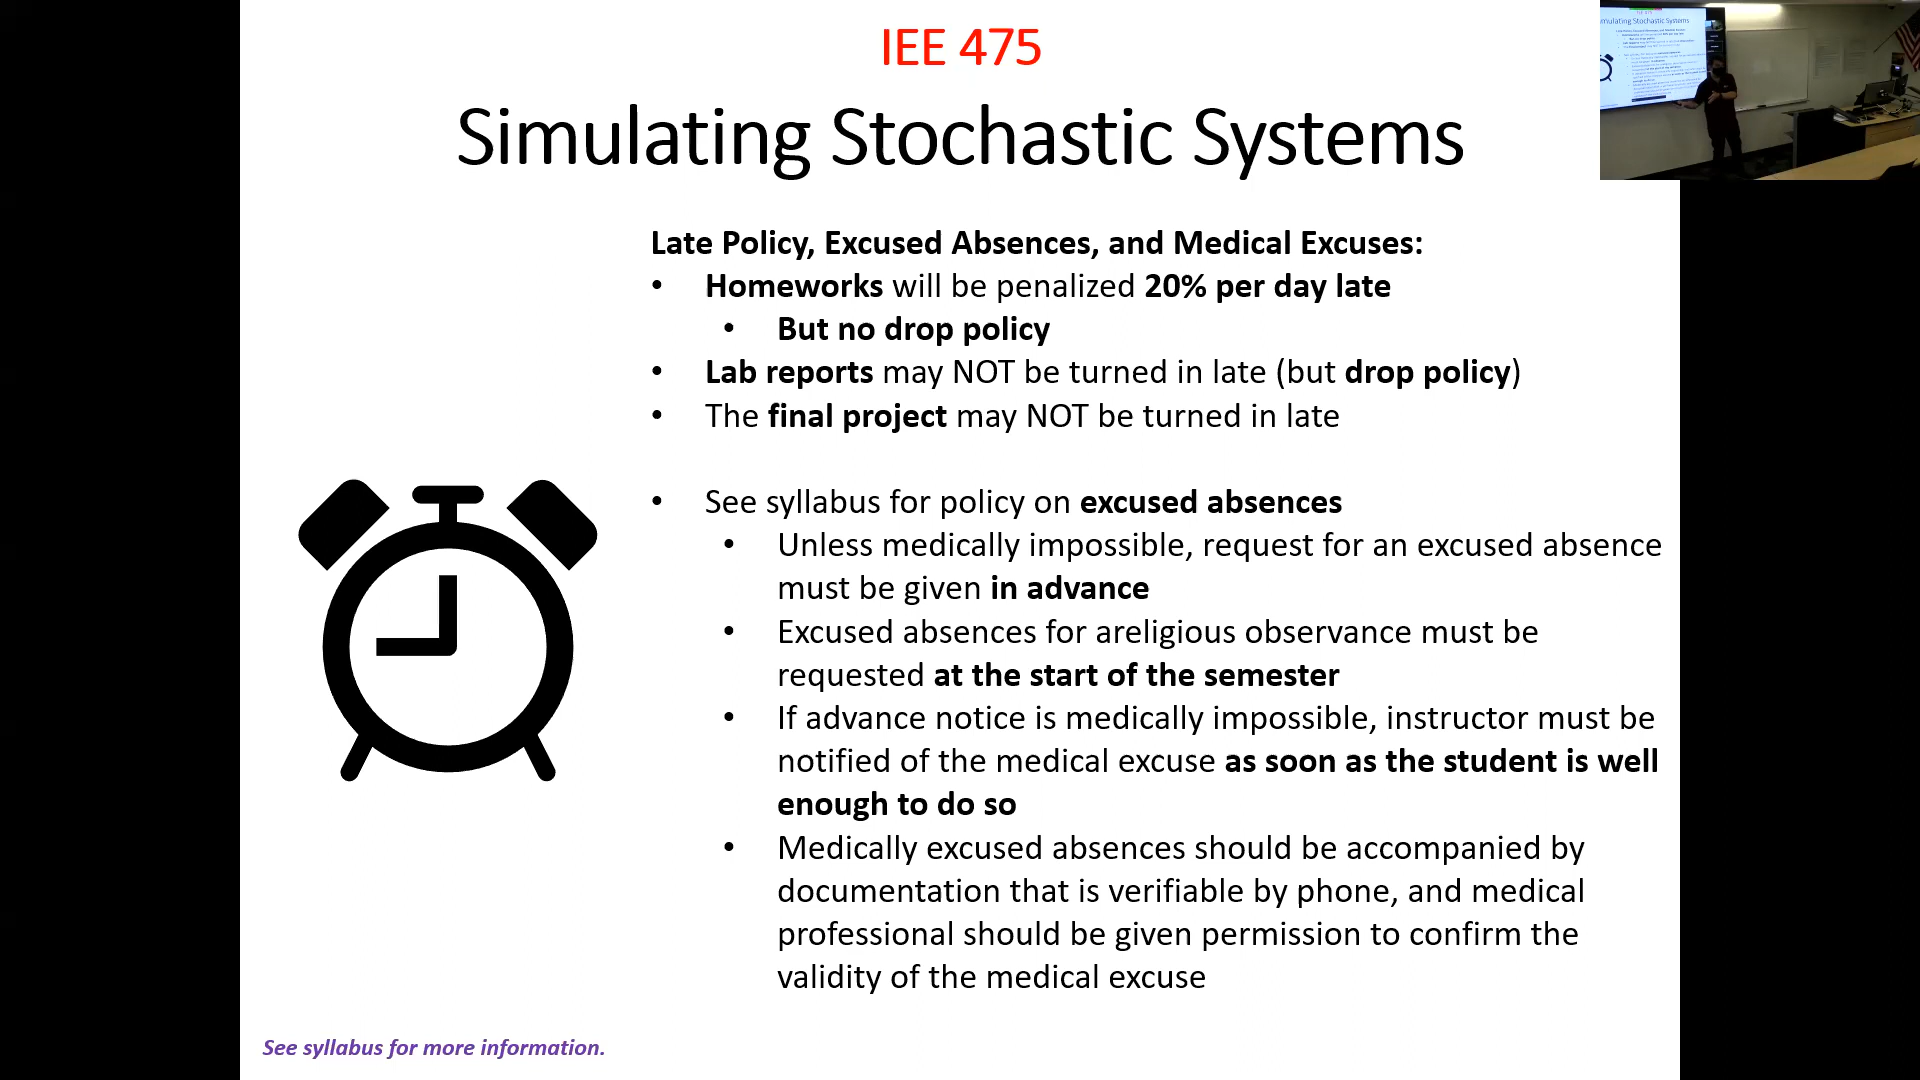 IEE 475
Simulating Stochastic Systems
Late Policy, Excused Absences, and Medical Excuses:
• Homeworks will be penalized 20% per day late
• But no drop policy
• Lab reports may NOT be turned in late (but drop policy)
• The final project may NOT be turned in late
• See syllabus for policy on excused absences
• Unless medically impossible, request for an excused absence
must be given in advance
• Excused absences for areligious observance must be
requested at the start of the semester
• If advance notice is medically impossible, instructor must be
notified of the medical excuse as soon as the student is well
enough to do so
• Medically excused absences should be accompanied by
documentation that is verifiable by phone, and medical
professional should be given permission to confirm the
validity of the medical excuse
See syllabus for more information.